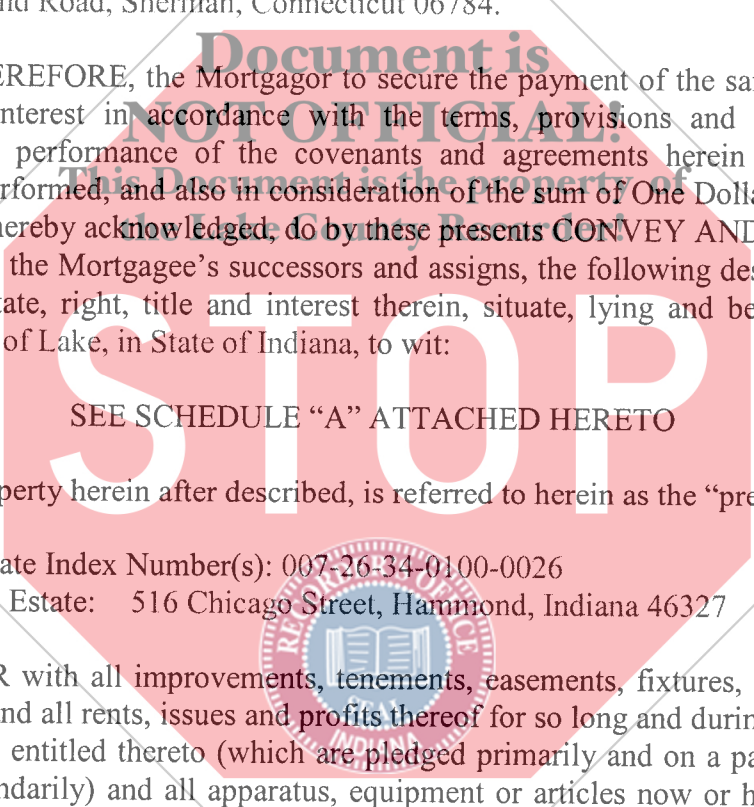 nd Road, Sherman, Connecticut 06784.
Document is
EREFORE, the Mortgagor to secure the payment of the sa
NOT OFFICIAL!
nterest in accordance with the terms, provisions and
performance of the covenants and agreements herein
This Document is the property of
rformed, and also in consideration of the sum of One Dolla
the Lake County Recorder!
hereby acknowledged, do by these presents CONVEY AND
the Mortgagee’s successors and assigns, the following des
tate, right, title and interest therein, situate, lying and be
of Lake, in State of Indiana, to wit:
STOP
SEE SCHEDULE “A” ATTACHED HERETO
perty herein after described, is referred to herein as the “pre
ate Index Number(s): 007-26-34-0100-0026
Estate: 516 Chicago Street, Hammond, Indiana 46327
RECORDER'S OFFICE
SEAL
INDIANA
R with all improvements, tenements, easements, fixtures,
nd all rents, issues and profits thereof for so long and durin
entitled thereto (which are pledged primarily and on a pa
ndarily) and all apparatus, equipment or articles now or h